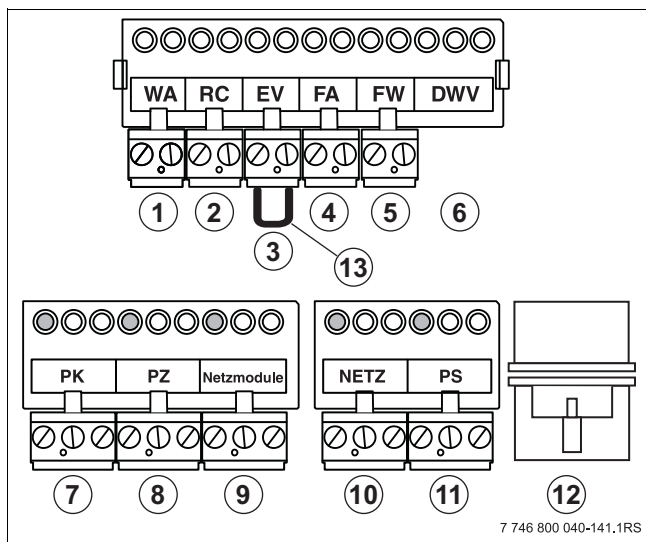 WA RC EV FA FW DWV
1 2 3 4 5 6
13
PK PZ Netzmodule NETZ PS
7 8 9 10 11 12
7 746 800 040-141.1RS